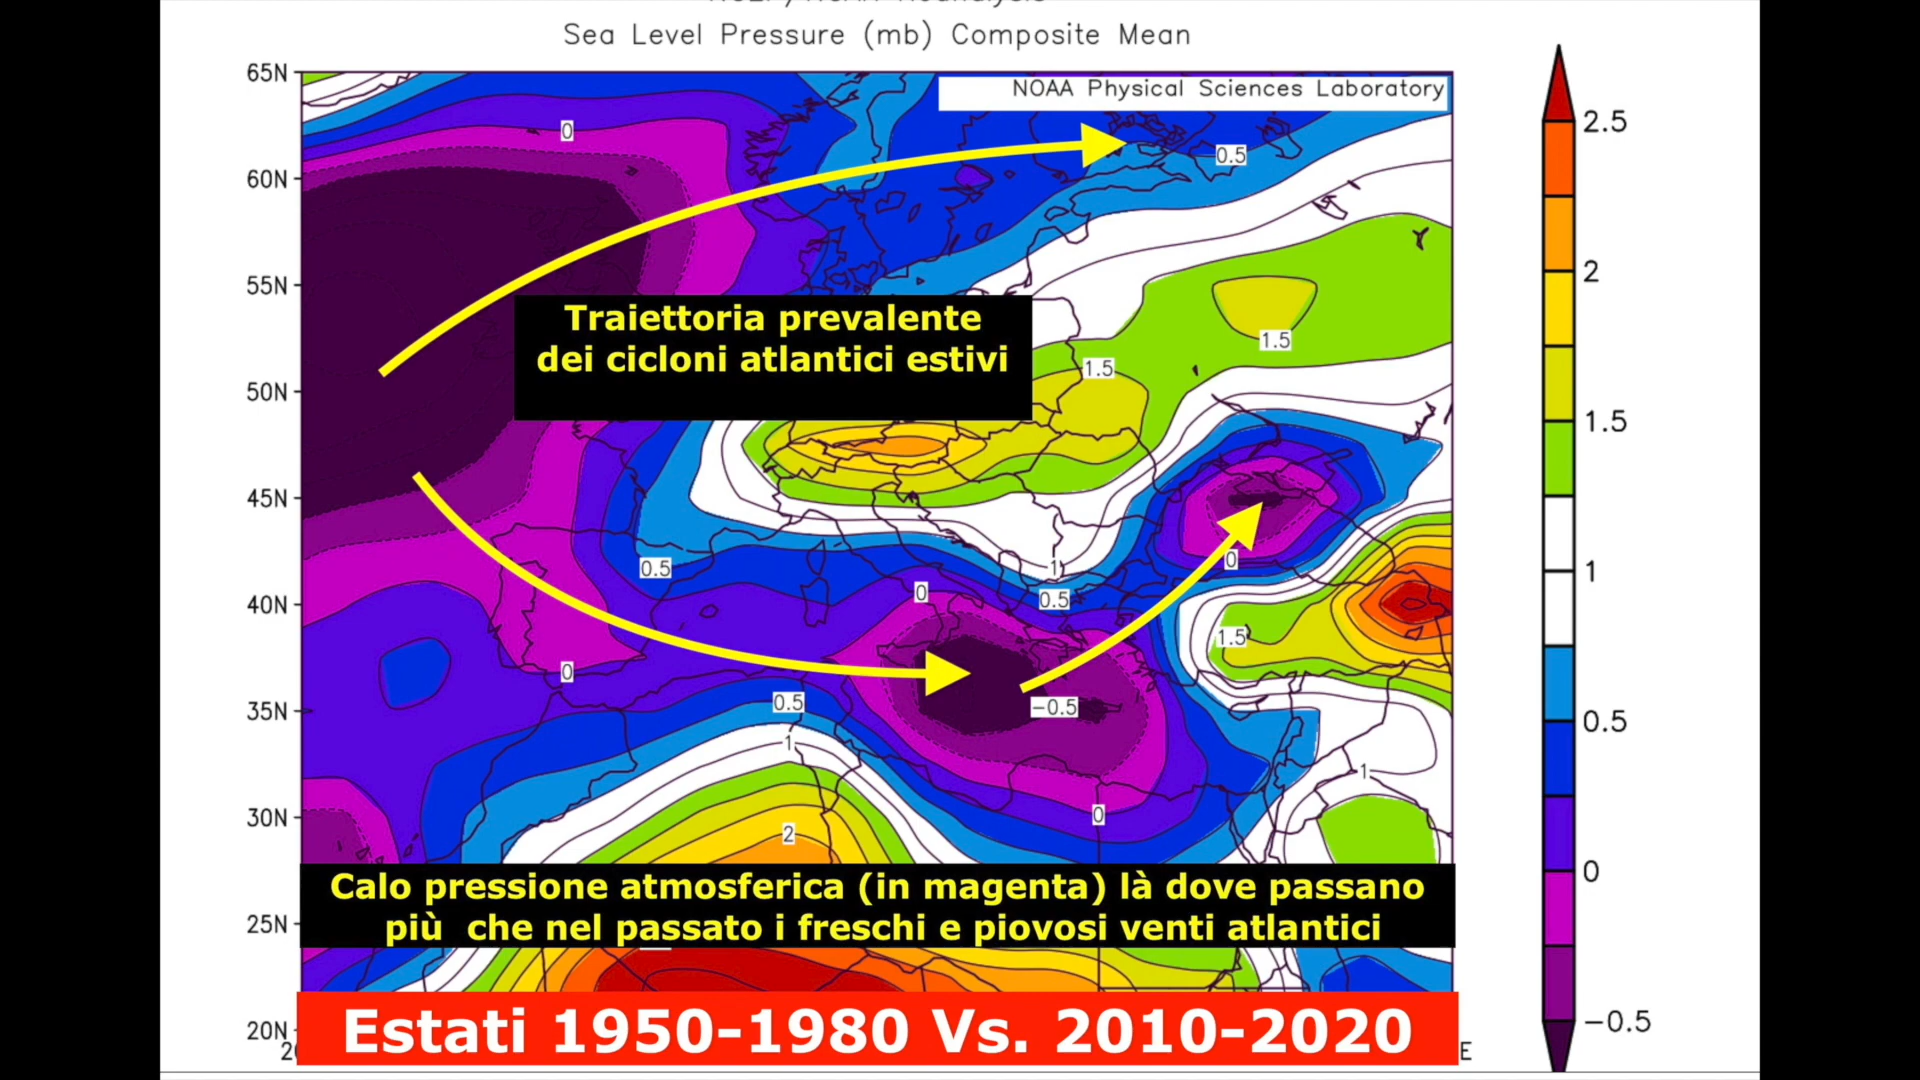 Sea Level Pressure (mb) Composite Mean
NOAA Physical Sciences Laboratory
65N
60N
55N
50N
45N
40N
35N
30N
25N
20N
0
0.5
1.5
1.5
Traiettoria prevalente
dei cicloni atlantici estivi
0.5
1
0
0
0.5
1.5
0
0.5
-0.5
1
1
0
2
Calo pressione atmosferica (in magenta) là dove passano
più che nel passato i freschi e piovosi venti atlantici
Estati 1950-1980 Vs. 2010-2020
E
2.5
2
1.5
1
0.5
0
-0.5